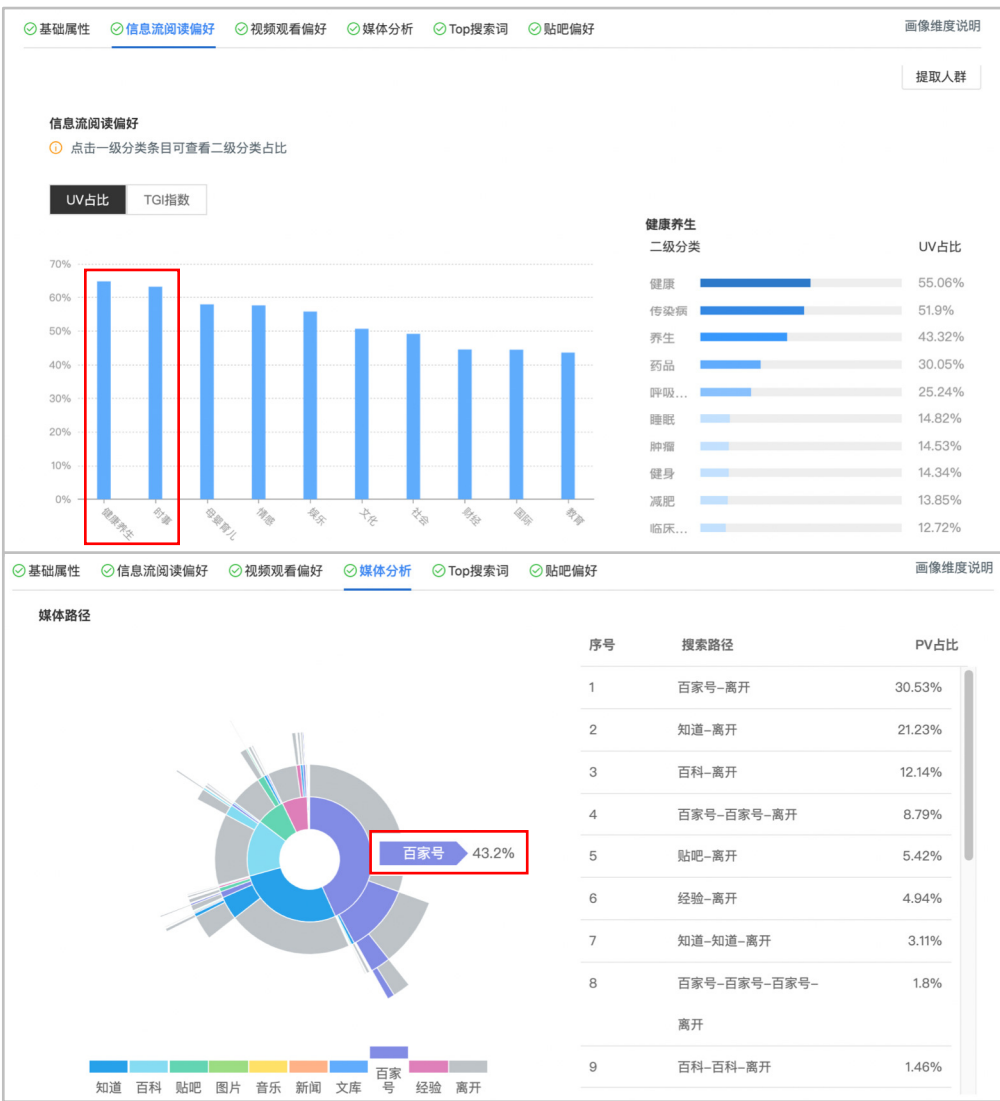 基础属性 信息流阅读偏好 视频观看偏好 媒体分析 Top搜索词 贴吧偏好 画像维度说明
提取人群
信息流阅读偏好
点击一级分类条目可查看二级分类占比
UV占比 TGI指数
健康养生
二级分类 UV占比
70%
60%
50%
40%
30%
20%
10%
0%
健康养生 时事 母婴育儿 情感 娱乐 文化 社会 财经 国际 教育
健康 55.06%
传染病 51.9%
养生 43.32%
药品 30.05%
呼吸... 25.24%
睡眠 14.82%
肿瘤 14.53%
健身 14.34%
减肥 13.85%
临床... 12.72%
基础属性 信息流阅读偏好 视频观看偏好 媒体分析 Top搜索词 贴吧偏好 画像维度说明
媒体路径
百家号 43.2%
知道 百科 贴吧 图片 音乐 新闻 文库 百家号 经验 离开
序号 搜索路径 PV占比
1 百家号–离开 30.53%
2 知道–离开 21.23%
3 百科–离开 12.14%
4 百家号–百家号–离开 8.79%
5 贴吧–离开 5.42%
6 经验–离开 4.94%
7 知道–知道–离开 3.11%
8 百家号–百家号–百家号– 1.8%
离开
9 百科–百科–离开 1.46%